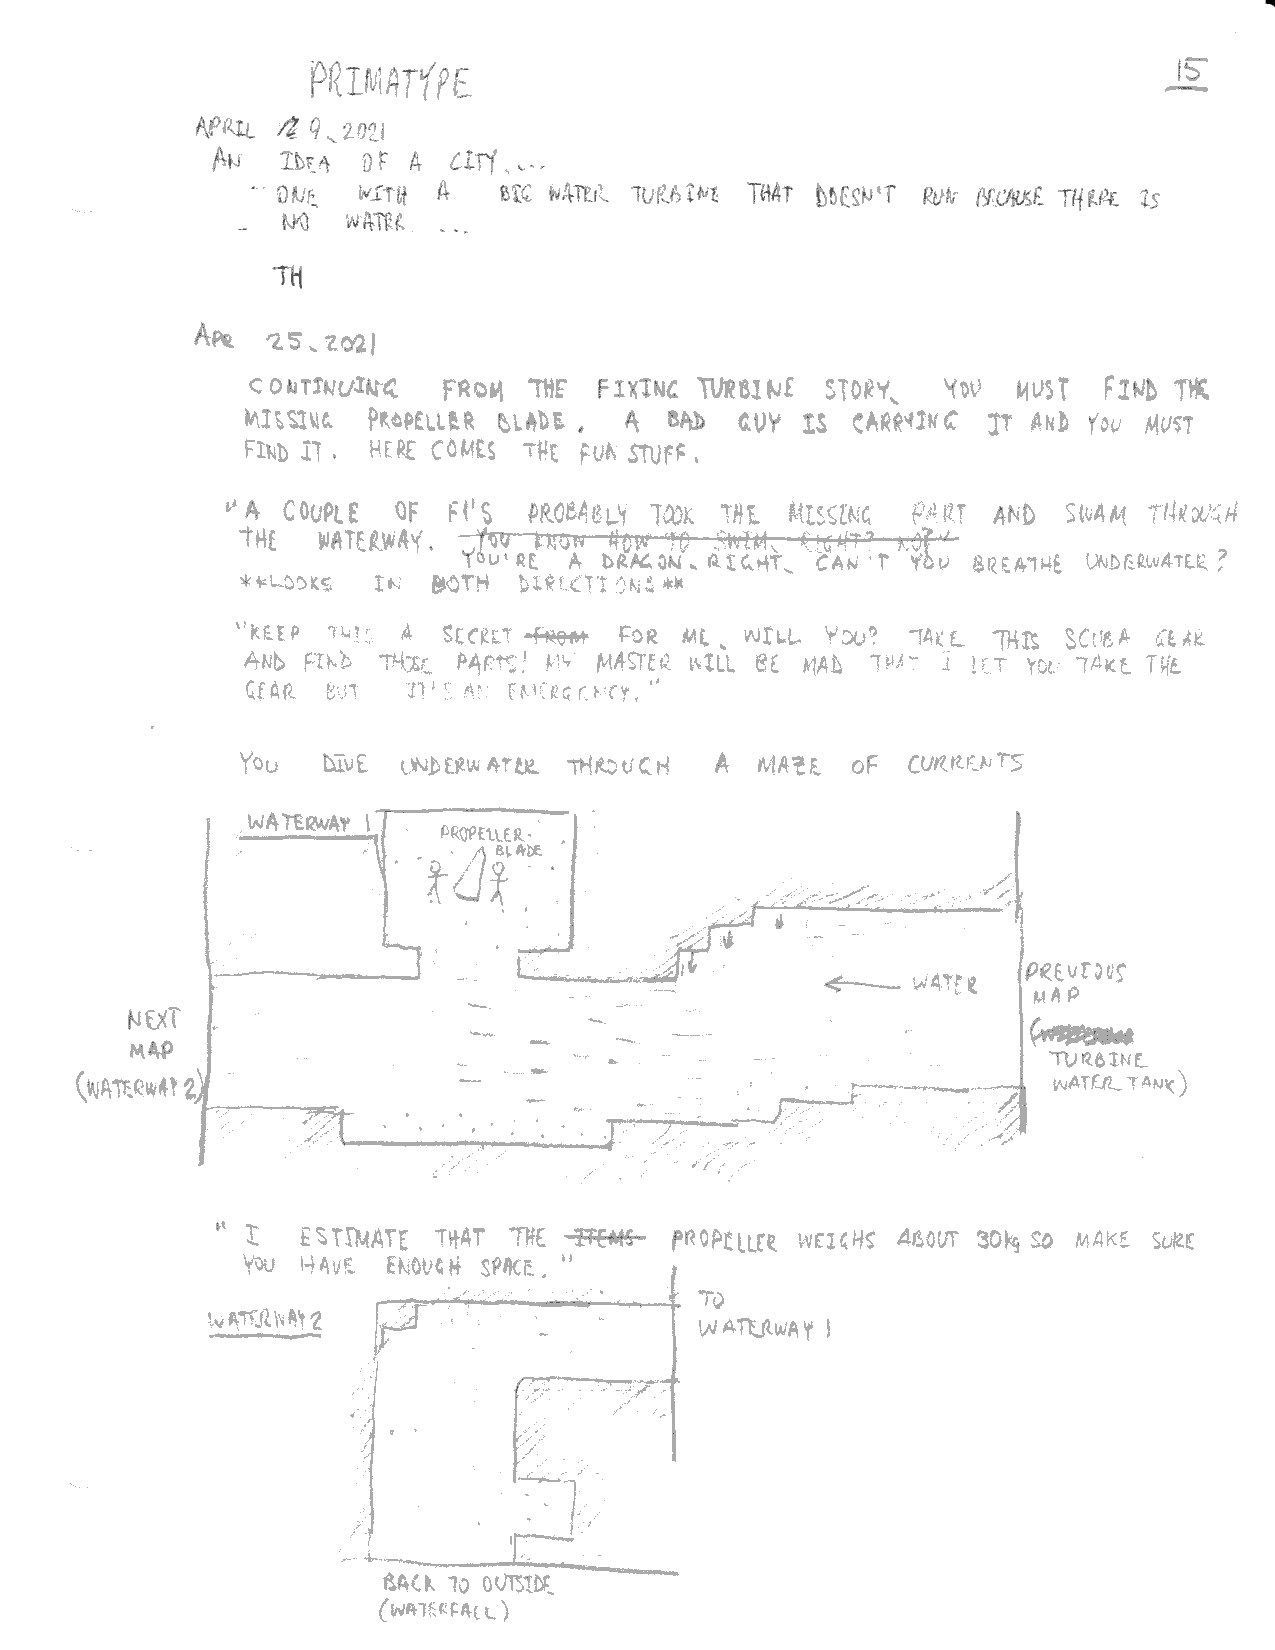 PRIMATYPE
15
APRIL 29, 2021
AN IDEA OF A CITY....
- ONE WITH A BIG WATER TURBINE THAT DOESN'T RUN BECAUSE THERE IS
- NO WATER ...
TH
APR 25, 2021
CONTINUING FROM THE FIXING TURBINE STORY, YOU MUST FIND THE
MISSING PROPELLER BLADE. A BAD GUY IS CARRYING IT AND YOU MUST
FIND IT. HERE COMES THE FUN STUFF.
"A COUPLE OF FI'S PROBABLY TOOK THE MISSING PART AND SWAM THROUGH
THE WATERWAY. YOU KNOW HOW TO SWIM, RIGHT? NO?"
YOU'RE A DRAGON, RIGHT, CAN'T YOU BREATHE UNDERWATER?
**LOOKS IN BOTH DIRECTIONS**
"KEEP THIS A SECRET FROM FOR ME, WILL YOU? TAKE THIS SCUBA GEAR
AND FIND THOSE PARTS! MY MASTER WILL BE MAD THAT I LET YOU TAKE THE
GEAR BUT IT'S AN EMERGENCY."
YOU DIVE UNDERWATER THROUGH A MAZE OF CURRENTS
WATERWAY 1
PROPELLER
BLADE
← WATER
PREVIOUS
MAP
(TURBINE
WATER TANK)
NEXT
MAP
(WATERWAY 2)
"I ESTIMATE THAT THE ITEMS PROPELLER WEIGHS ABOUT 30kg SO MAKE SURE
YOU HAVE ENOUGH SPACE."
WATERWAY 2
TO
WATERWAY 1
BACK TO OUTSIDE
(WATERFALL)